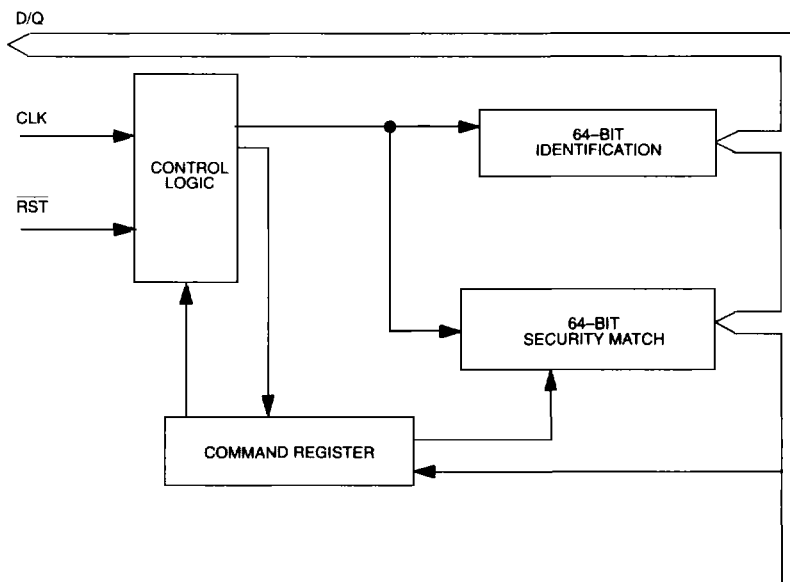 D/Q
CLK
RST
CONTROL
LOGIC
64–BIT
IDENTIFICATION
64–BIT
SECURITY MATCH
COMMAND REGISTER